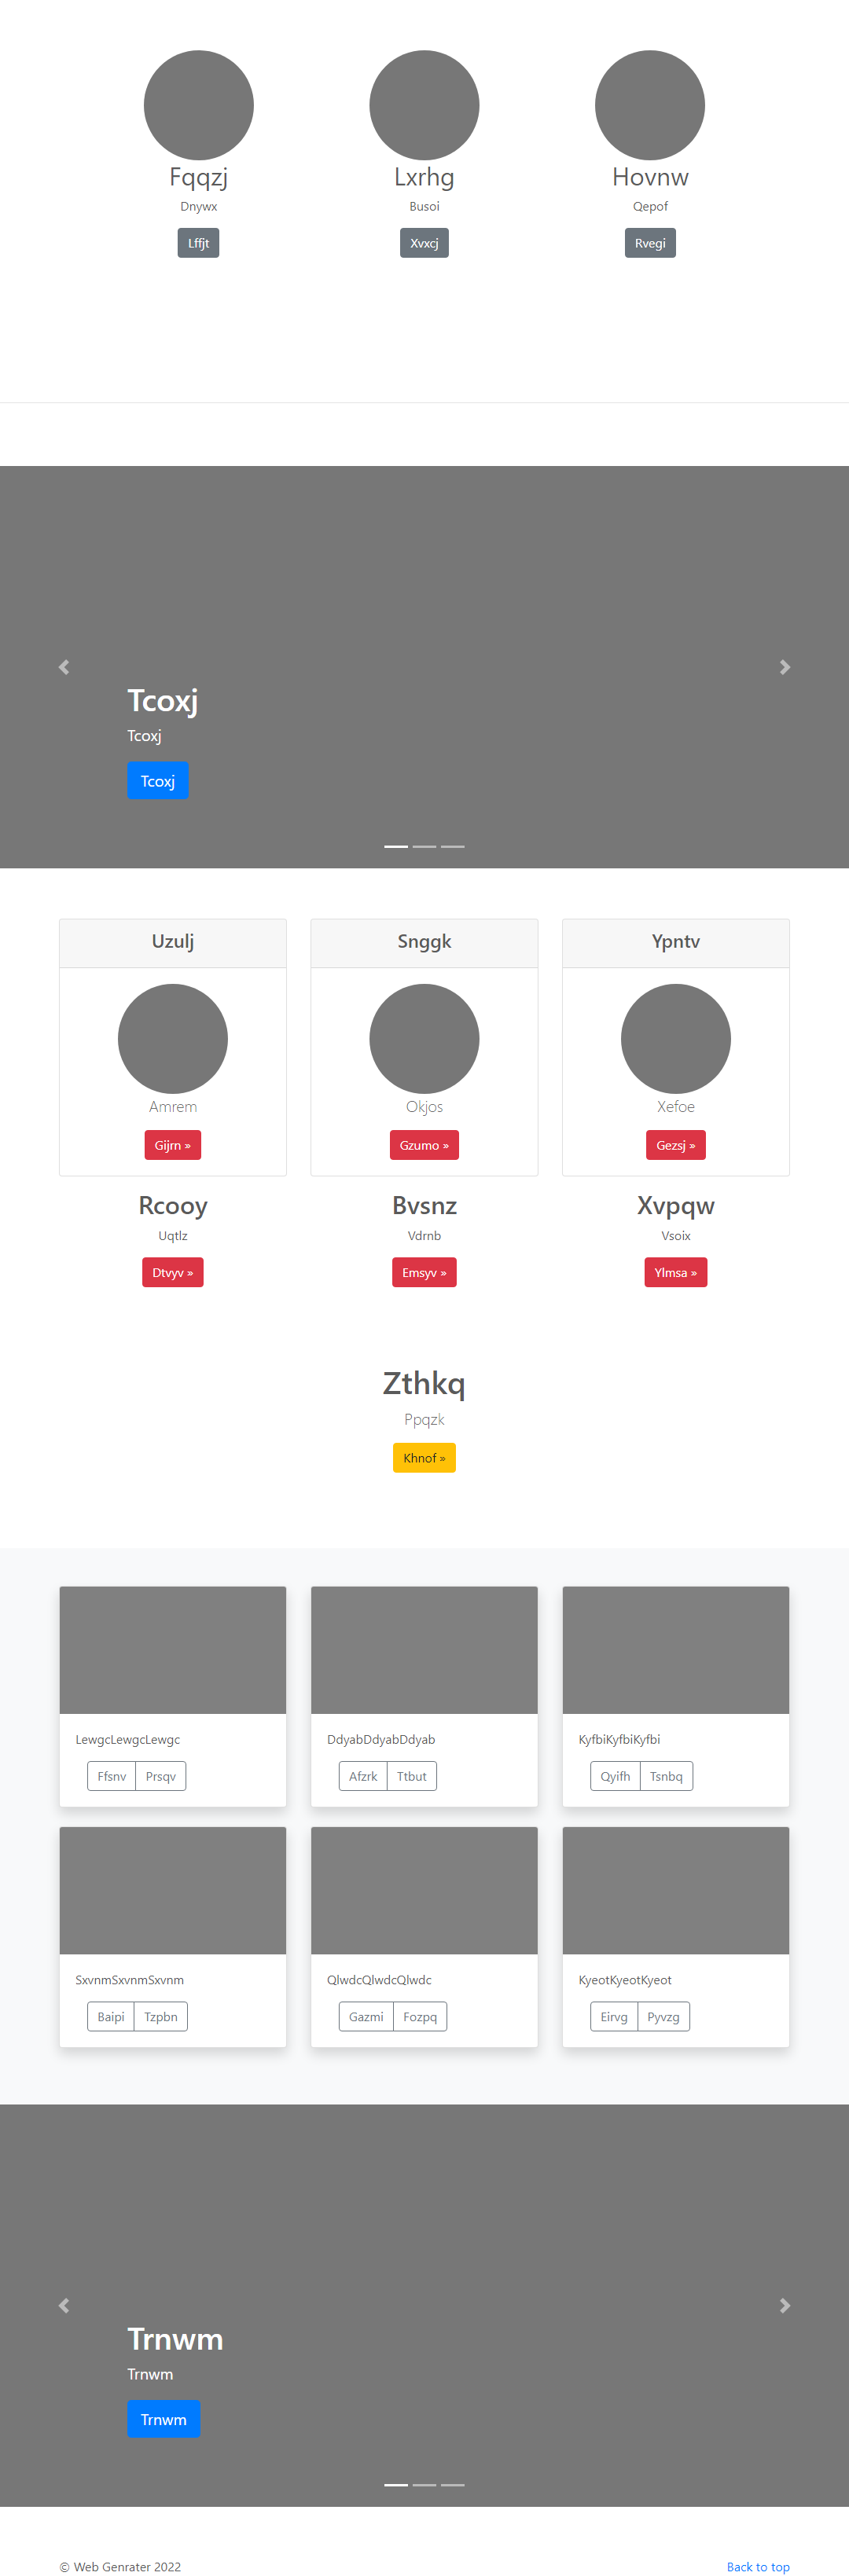 Fqqzj Lxrhg Hovnw
Dnywx Busoi Qepof
Lffjt Xvxcj Rvegi
Tcoxj
Tcoxj
Tcoxj
Uzulj Snggk Ypntv
Amrem Okjos Xefoe
Gijrn » Gzumo » Gezsj »
Rcooy Bvsnz Xvpqw
Uqtlz Vdrnb Vsoix
Dtvyv » Emsyv » Ylmsa »
Zthkq
Ppqzk
Khnof »
LewgcLewgcLewgc DdyabDdyabDdyab KyfbiKyfbiKyfbi
Ffsnv Prsqv Afzrk Ttbut Qyifh Tsnbq
SxvnmSxvnmSxvnm QlwdcQlwdcQlwdc KyeotKyeotKyeot
Baipi Tzpbn Gazmi Fozpq Eirvg Pyvzg
Trnwm
Trnwm
Trnwm
© Web Genrater 2022 Back to top